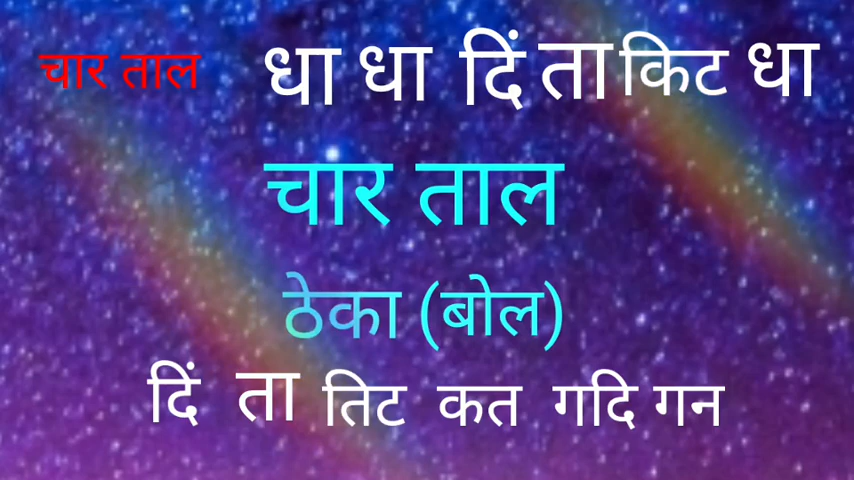 चार ताल धा धा दिं ता किट धा
चार ताल
ठेका (बोल)
दिं ता तिट कत गदि गन